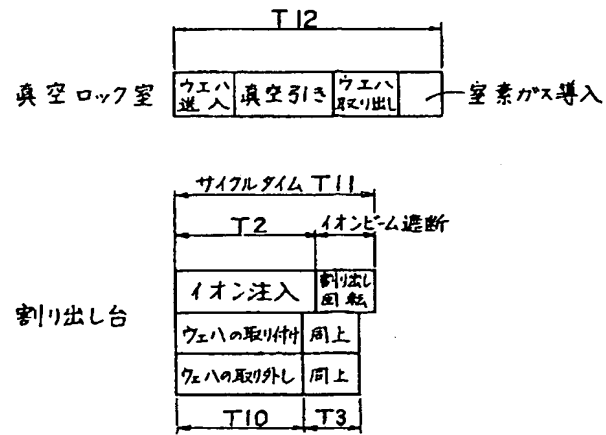 T12
真空ロック室
ウエハ
送入
真空引き
ウエハ
取り出し
窒素ガス導入
サイクルタイム T11
T2
イオンビーム遮断
割り出し台
イオン注入
割り出し
回転
ウェハの取り付け
同上
ウェハの取り外し
同上
T10
T3